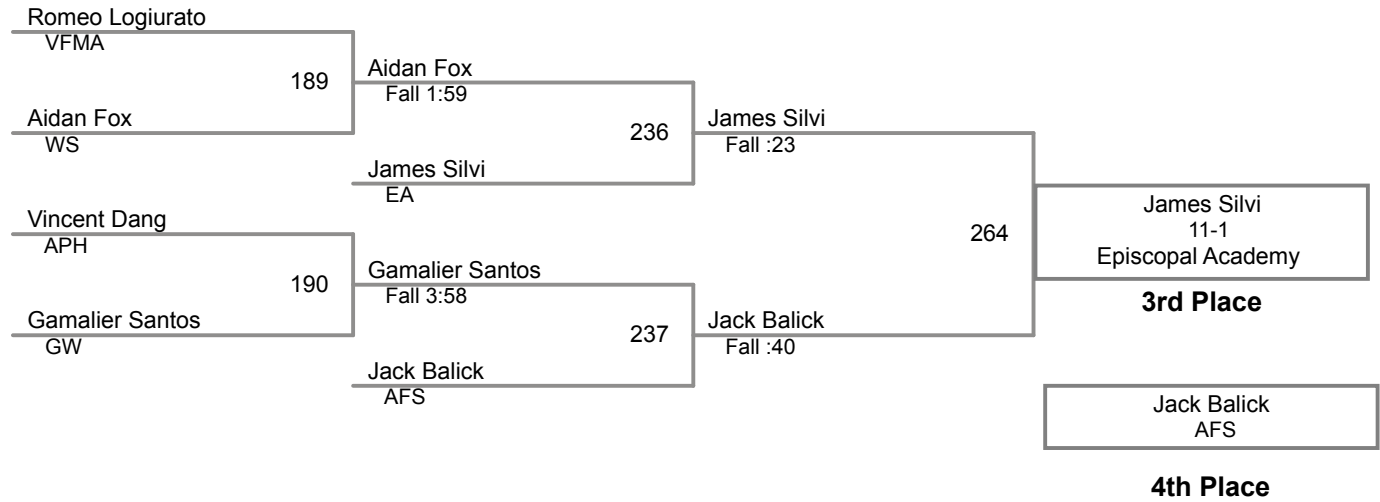 Romeo Logiurato
VFMA
189
Aidan Fox
Fall 1:59
Aidan Fox
WS
236
James Silvi
Fall :23
James Silvi
EA
Vincent Dang
APH
264
James Silvi
11-1
Episcopal Academy
3rd Place
190
Gamalier Santos
Fall 3:58
Gamalier Santos
GW
237
Jack Balick
Fall :40
Jack Balick
AFS
Jack Balick
AFS
4th Place